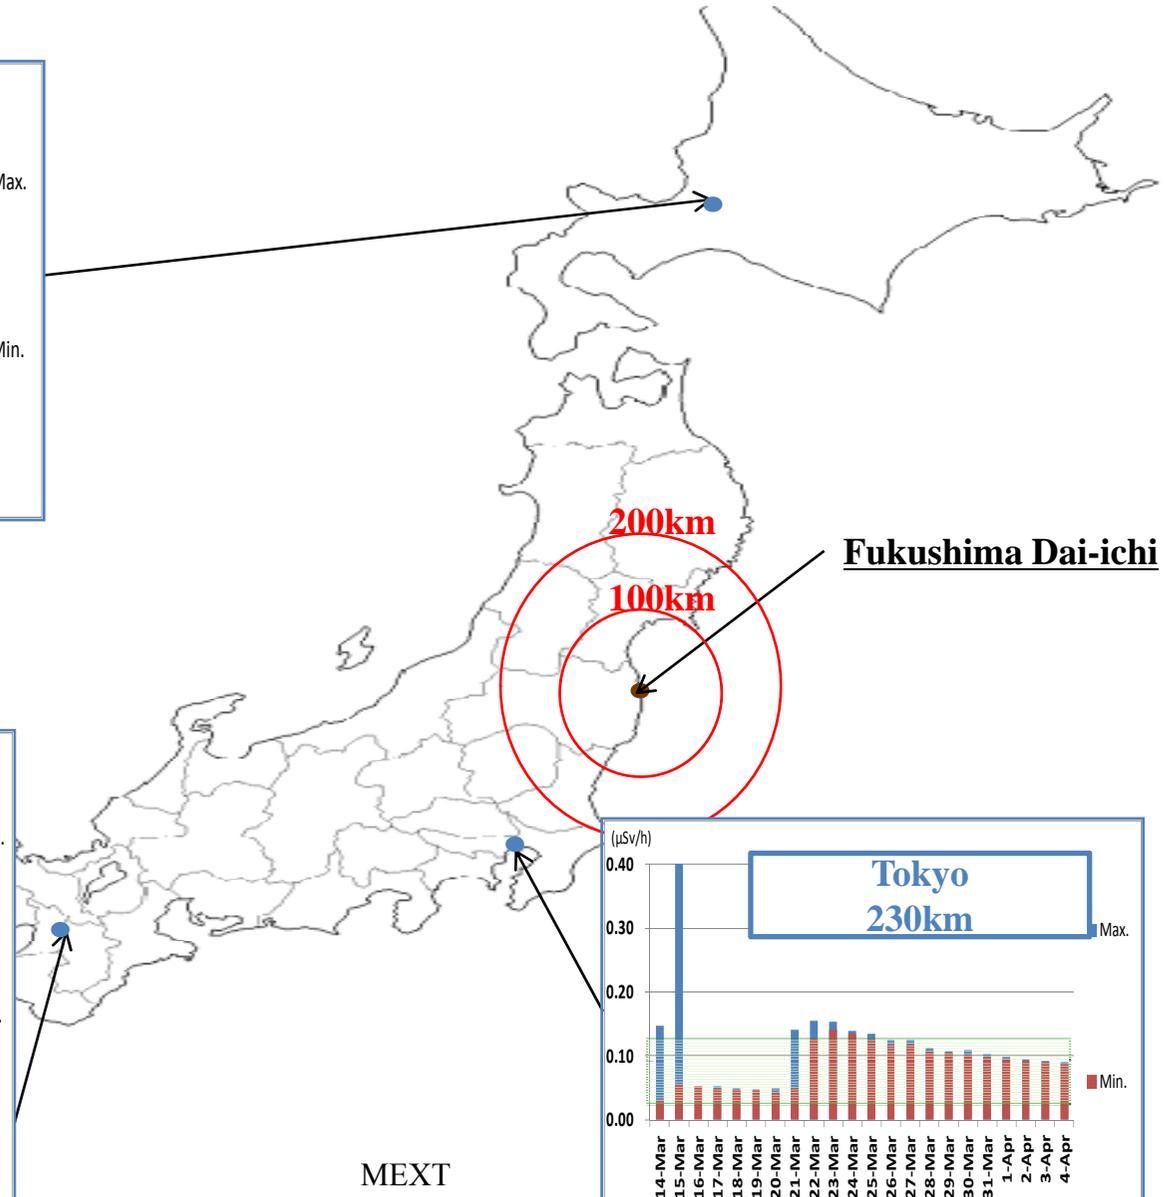 Max.
Min.
200km
Fukushima Dai-ichi
100km
(μSv/h)
0.40
Tokyo
230km
0.30
Max.
0.20
0.10
Min.
0.00
14-Mar
15-Mar
16-Mar
17-Mar
18-Mar
19-Mar
20-Mar
21-Mar
22-Mar
23-Mar
24-Mar
25-Mar
26-Mar
27-Mar
28-Mar
29-Mar
30-Mar
31-Mar
1-Apr
2-Apr
3-Apr
4-Apr
MEXT